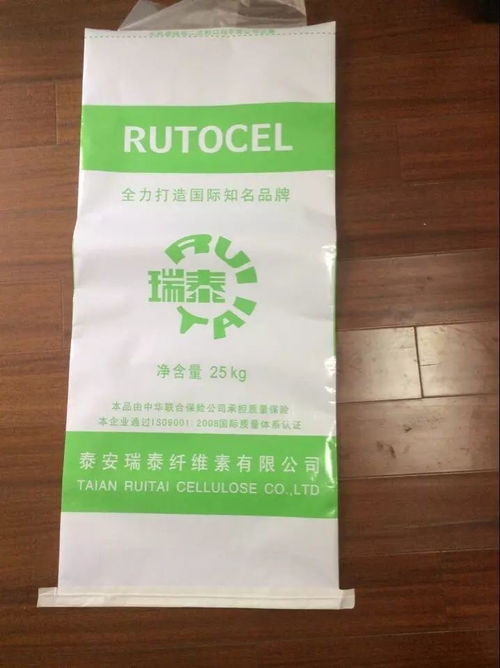 RUTOCEL
全力打造国际知名品牌
RUI TAI
瑞泰
净含量 25kg
本品由中华联合保险公司承担质量保险
本企业通过ISO9001:2008国际质量体系认证
泰安瑞泰纤维素有限公司
TAIAN RUITAI CELLULOSE CO.,LTD